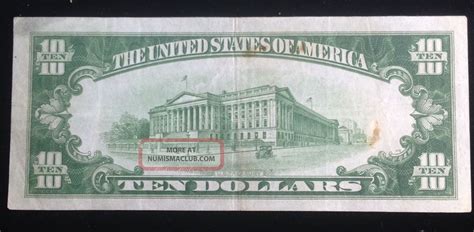 10 THE UNITED STATES OF AMERICA 10
TEN TEN
MORE AT
NUMISMACLUB.COM
10 TEN DOLLARS 10
TEN TEN